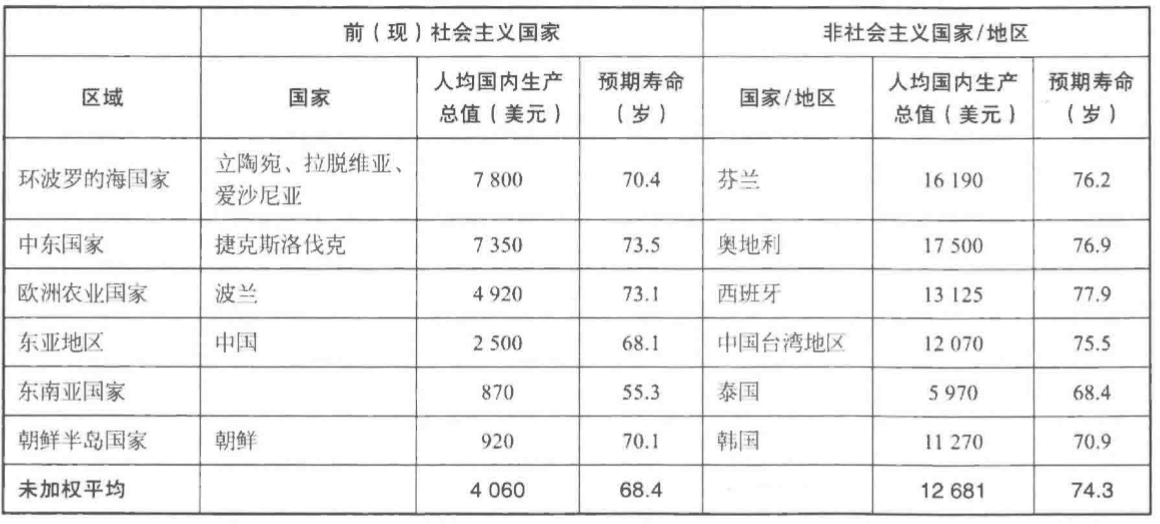 前（现）社会主义国家 非社会主义国家/地区
区域 国家 人均国内生产总值（美元） 预期寿命（岁） 国家/地区 人均国内生产总值（美元） 预期寿命（岁）
环波罗的海国家 立陶宛、拉脱维亚、爱沙尼亚 7 800 70.4 芬兰 16 190 76.2
中东国家 捷克斯洛伐克 7 350 73.5 奥地利 17 500 76.9
欧洲农业国家 波兰 4 920 73.1 西班牙 13 125 77.9
东亚地区 中国 2 500 68.1 中国台湾地区 12 070 75.5
东南亚国家 870 55.3 泰国 5 970 68.4
朝鲜半岛国家 朝鲜 920 70.1 韩国 11 270 70.9
未加权平均 4 060 68.4 12 681 74.3